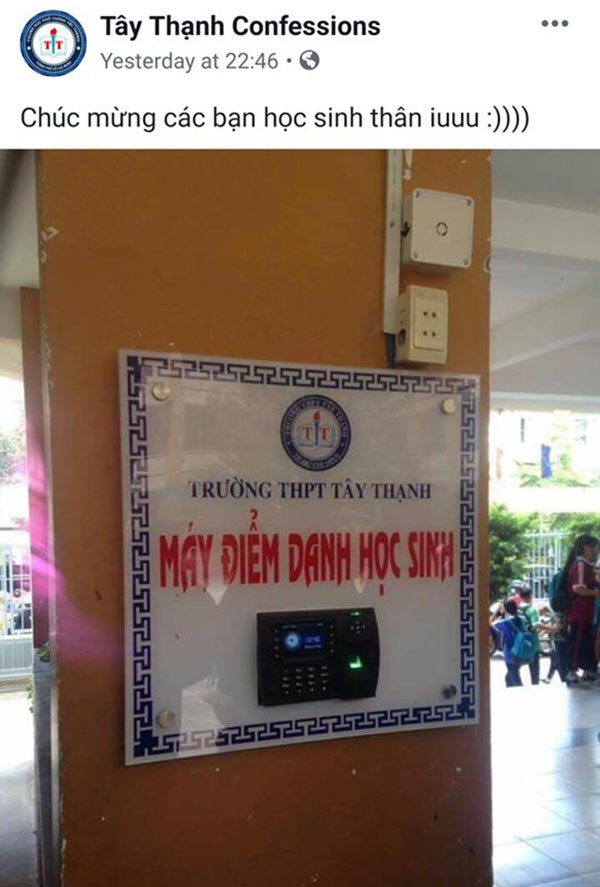 Tây Thạnh Confessions
Yesterday at 22:46 •
Chúc mừng các bạn học sinh thân iuuu :))))
TT
TRƯỜNG THPT TÂY THẠNH
MÁY ĐIỂM DANH HỌC SINH